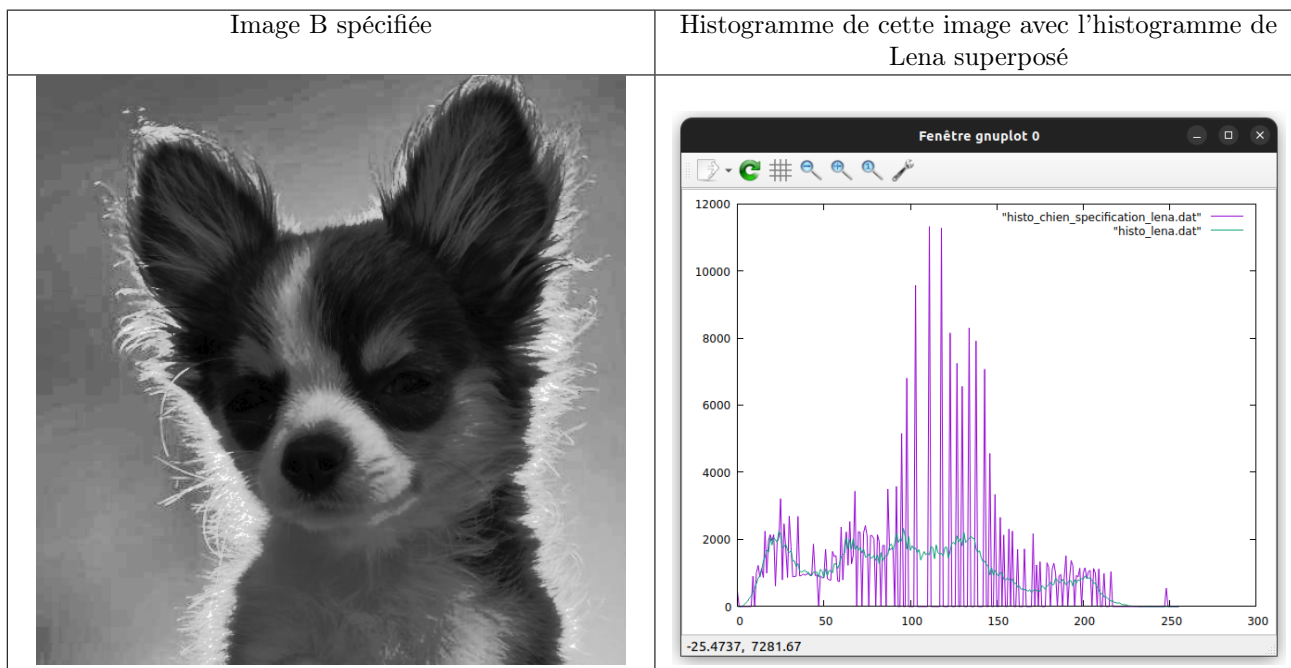 Image B spécifiée
Histogramme de cette image avec l'histogramme de
Lena superposé
Fenêtre gnuplot 0
12000
10000
8000
6000
4000
2000
0
0 50 100 150 200 250 300
"histo_chien_specification_lena.dat"
"histo_lena.dat"
-25.4737, 7281.67